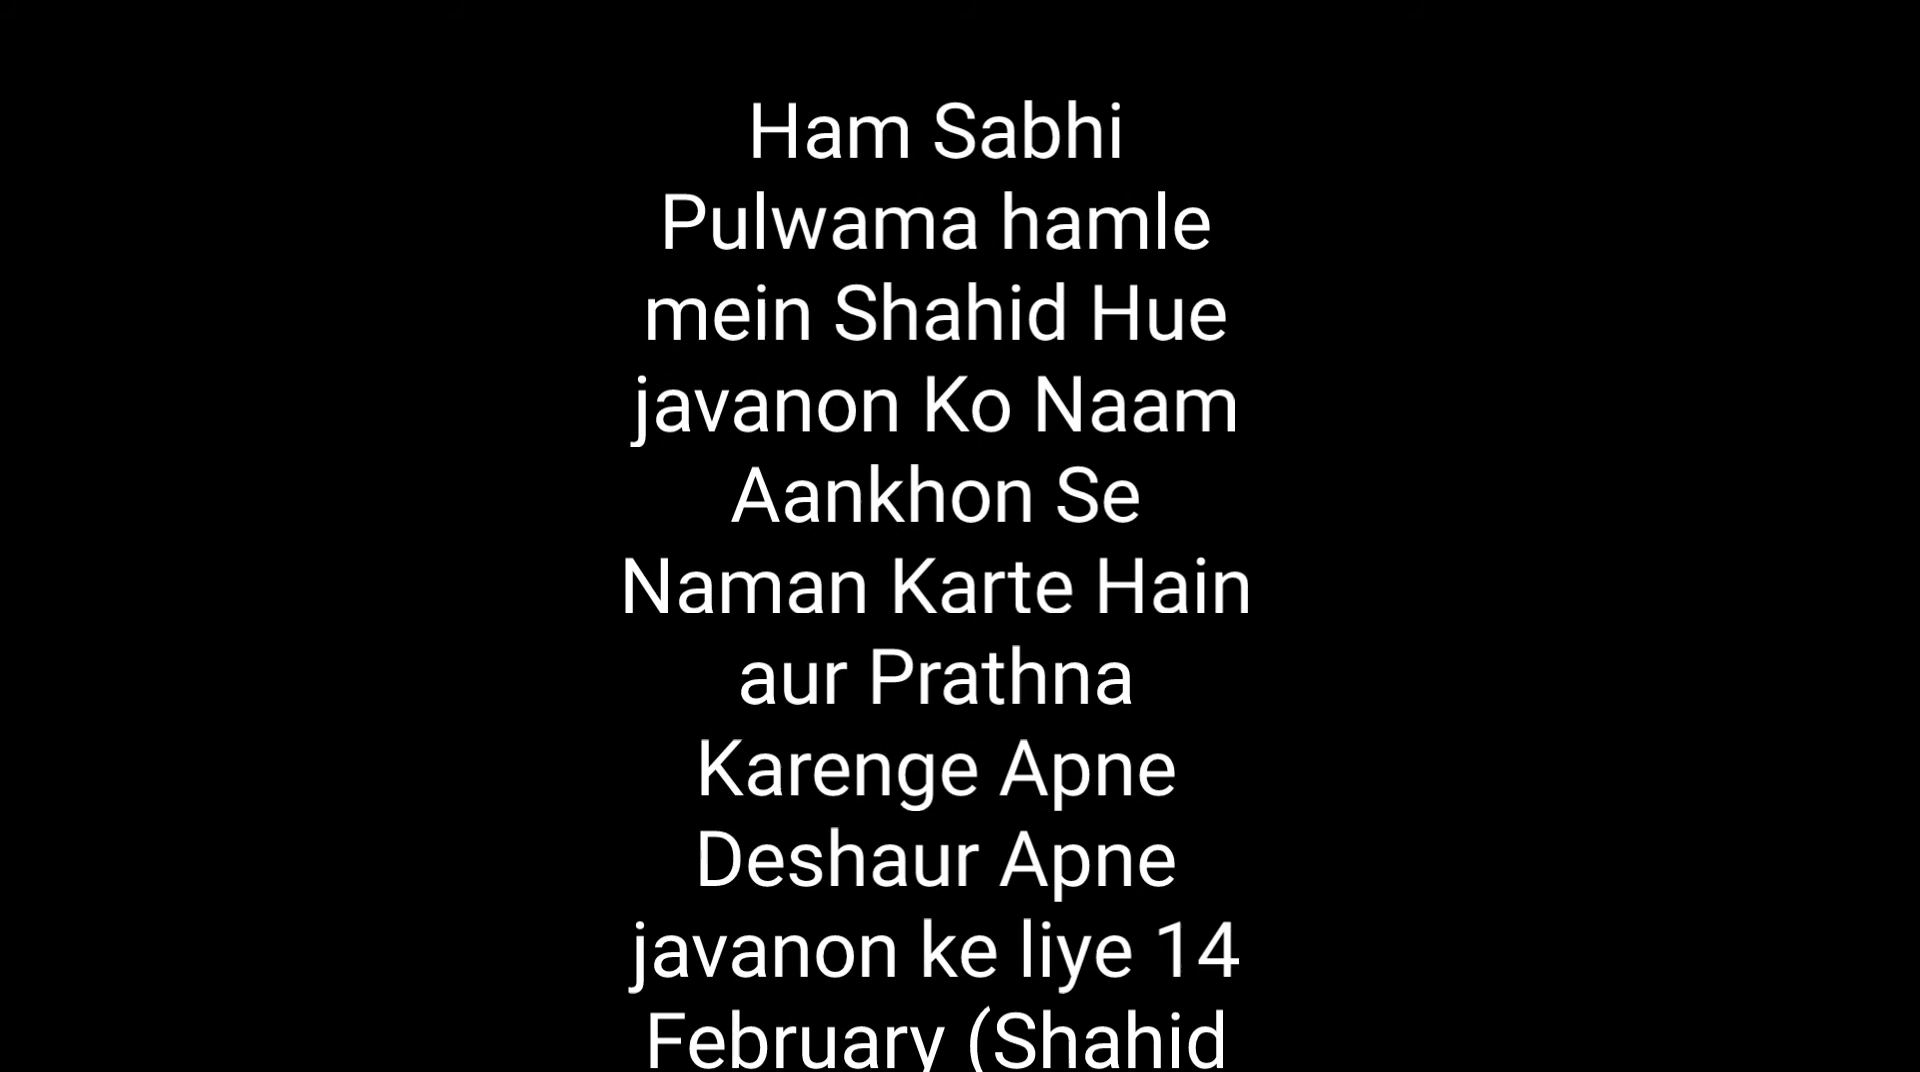 Ham Sabhi
Pulwama hamle
mein Shahid Hue
javanon Ko Naam
Aankhon Se
Naman Karte Hain
aur Prathna
Karenge Apne
Deshaur Apne
javanon ke liye 14
February (Shahid